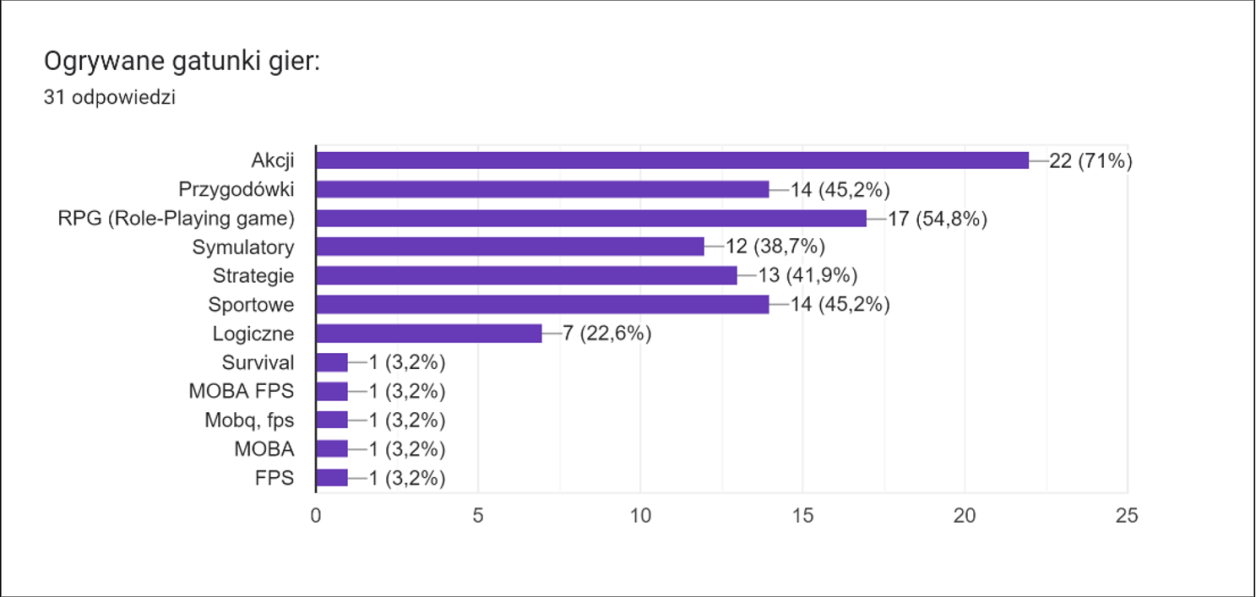 Ogrywane gatunki gier:
31 odpowiedzi
Akcji 22 (71%)
Przygodówki 14 (45,2%)
RPG (Role-Playing game) 17 (54,8%)
Symulatory 12 (38,7%)
Strategie 13 (41,9%)
Sportowe 14 (45,2%)
Logiczne 7 (22,6%)
Survival 1 (3,2%)
MOBA FPS 1 (3,2%)
Mobq, fps 1 (3,2%)
MOBA 1 (3,2%)
FPS 1 (3,2%)
0 5 10 15 20 25